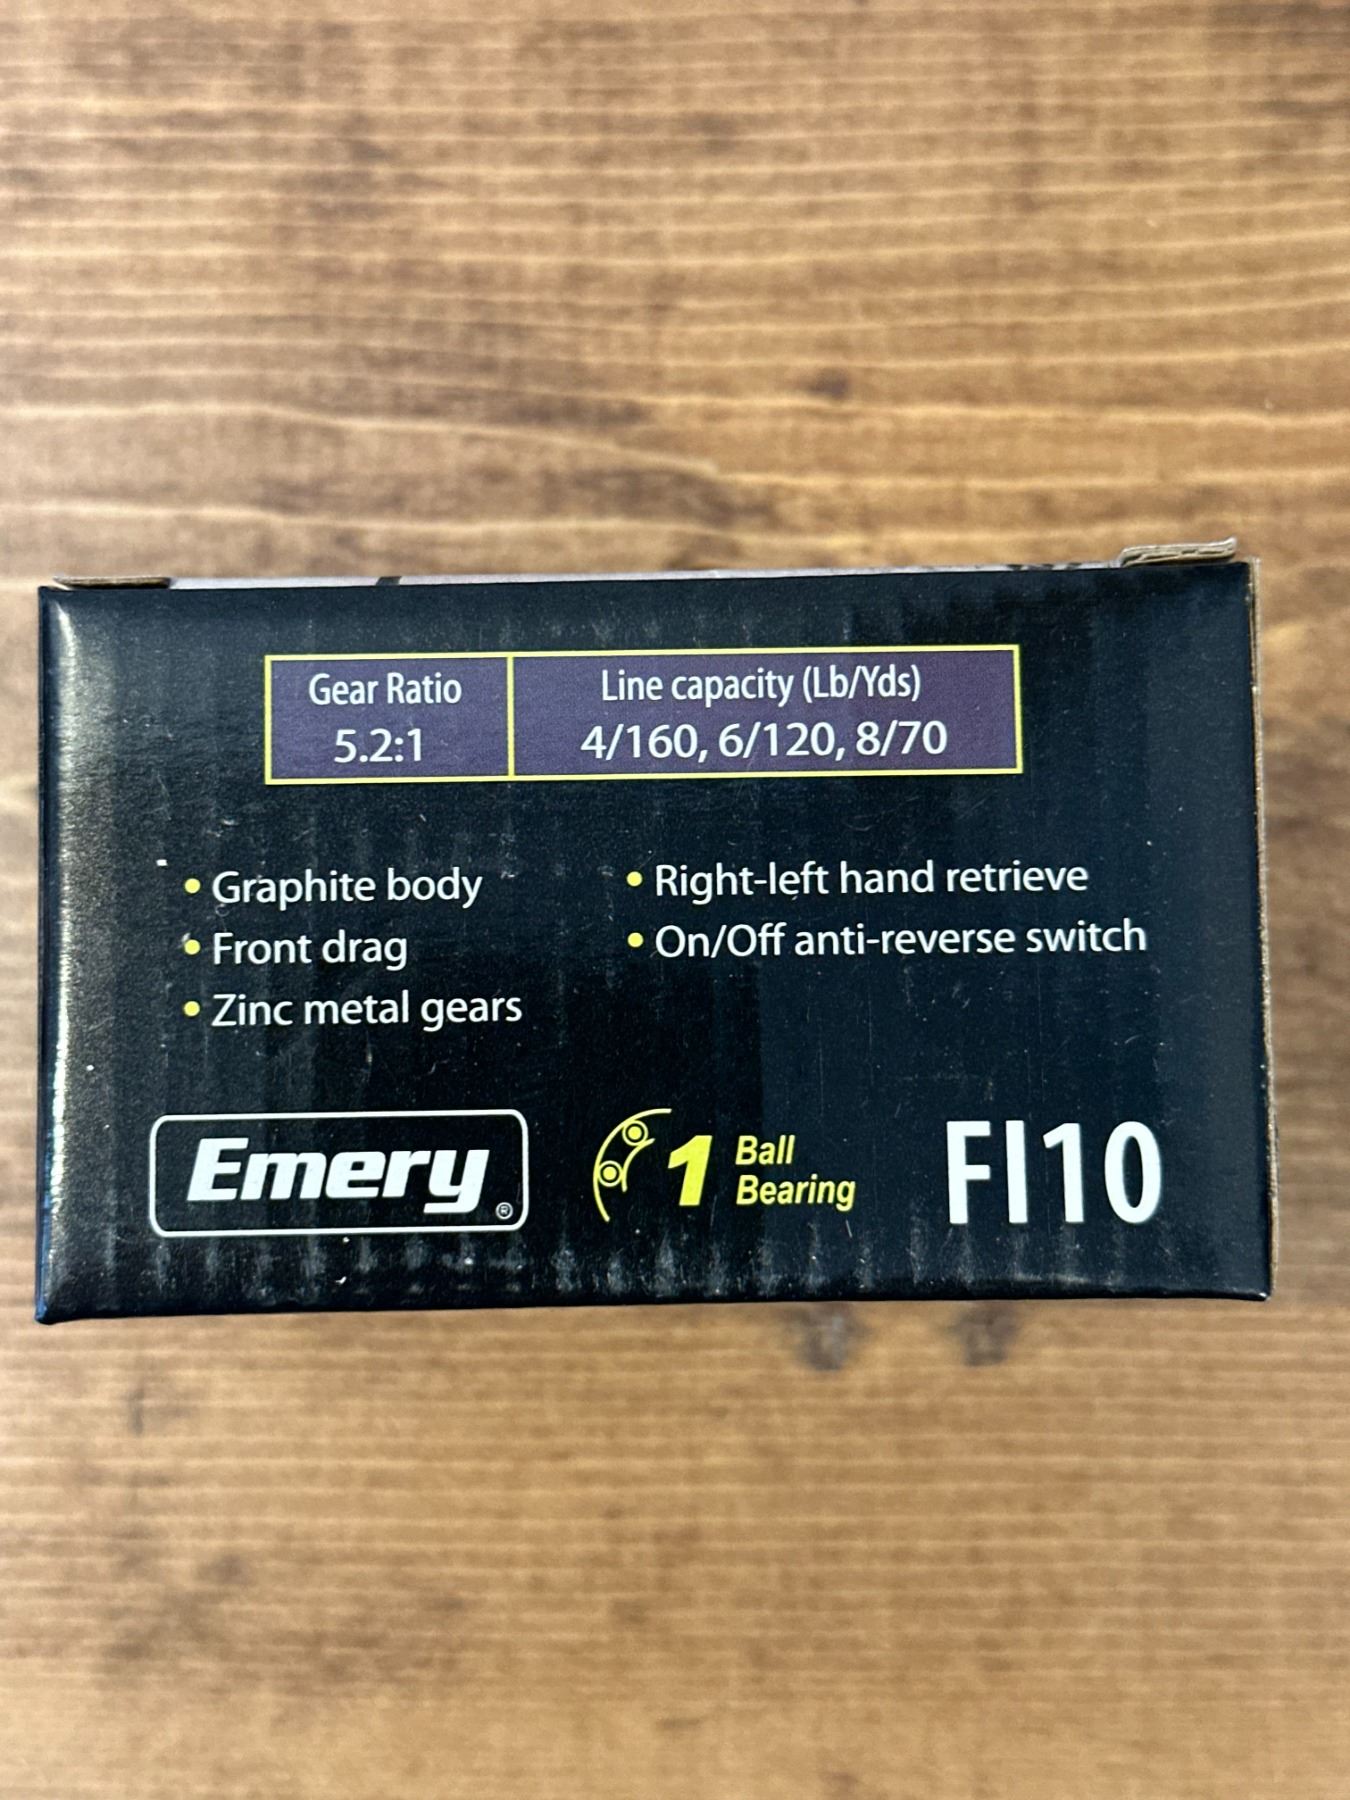 Gear Ratio
5.2:1
Line capacity (Lb/Yds)
4/160, 6/120, 8/70
• Graphite body
• Front drag
• Zinc metal gears
• Right-left hand retrieve
• On/Off anti-reverse switch
Emery®
1 Ball
Bearing
FI10